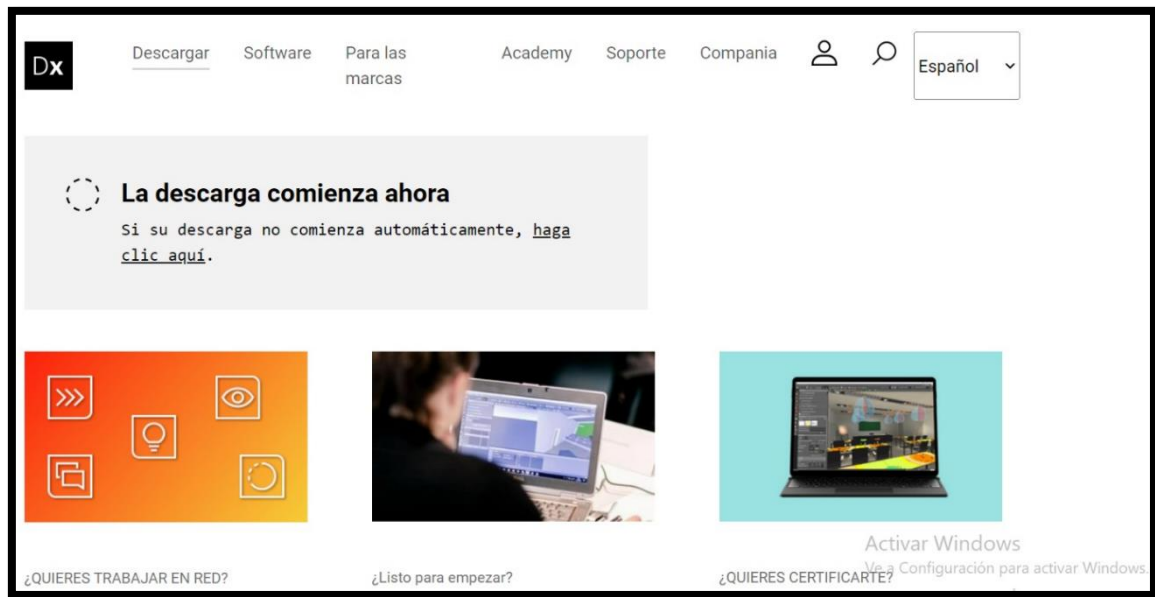 Dx
Descargar Software Para las marcas Academy Soporte Compania Español
La descarga comienza ahora
Si su descarga no comienza automáticamente, haga
clic aquí.
¿QUIERES TRABAJAR EN RED? ¿Listo para empezar? ¿QUIERES CERTIFICARTE?
Activar Windows
Ve a Configuración para activar Windows.